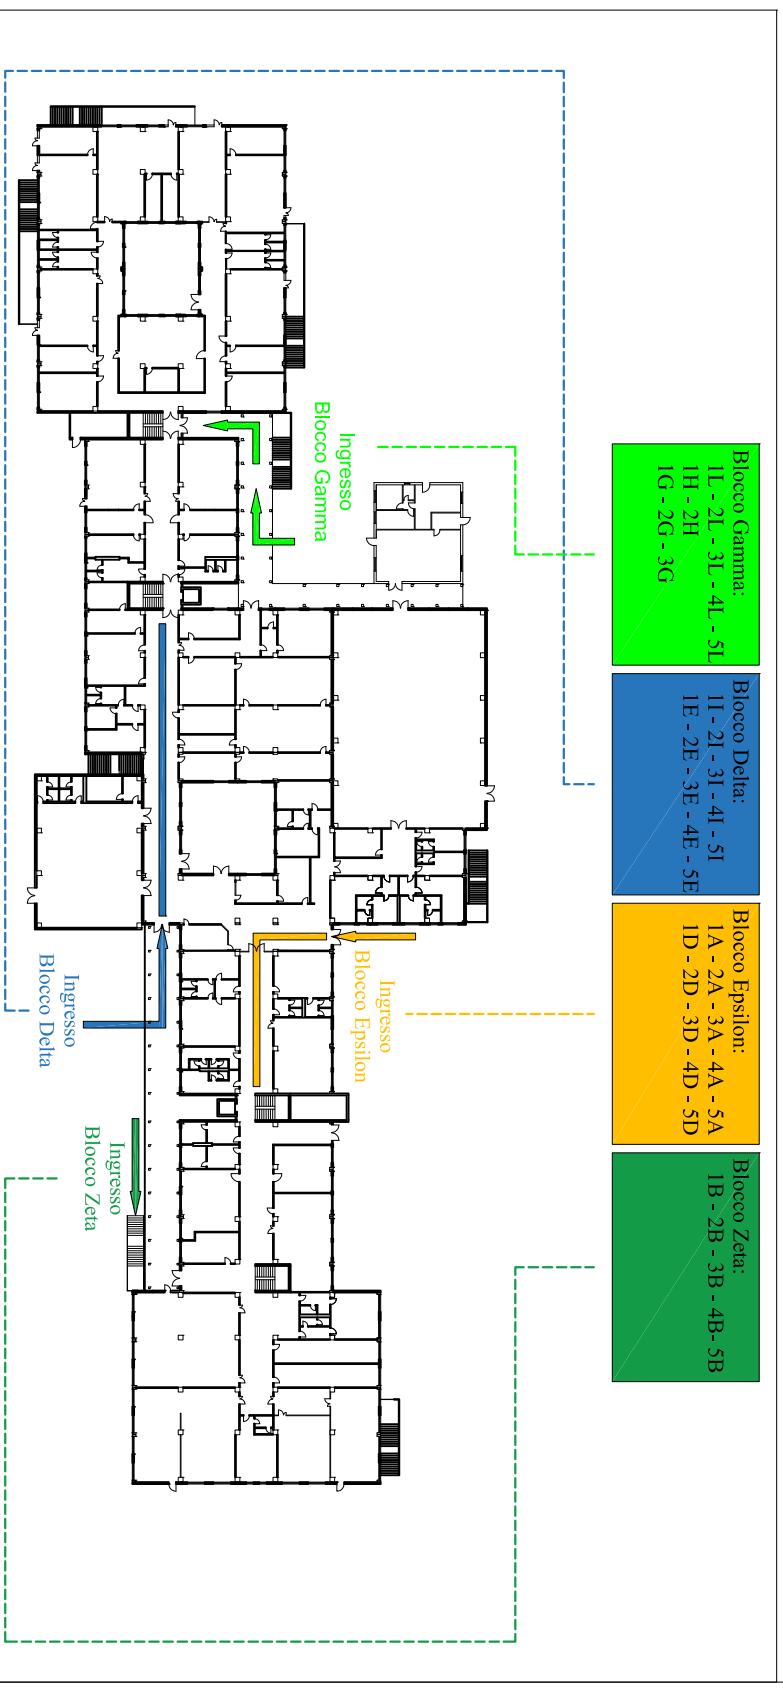 Blocco Gamma:
1L - 2L - 3L - 4L - 5L
1H - 2H
1G - 2G - 3G
Blocco Delta:
1I - 2I - 3I - 4I - 5I
1E - 2E - 3E - 4E - 5E
Blocco Epsilon:
1A - 2A - 3A - 4A - 5A
1D - 2D - 3D - 4D - 5D
Blocco Zeta:
1B - 2B - 3B - 4B- 5B
Ingresso
Blocco Gamma
Ingresso
Blocco Epsilon
Ingresso
Blocco Delta
Ingresso
Blocco Zeta